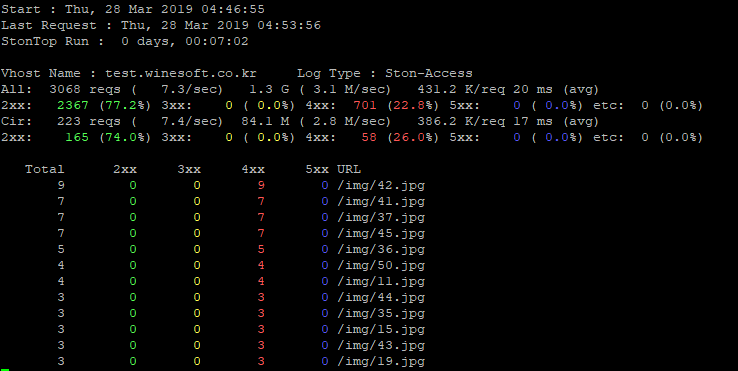 Start : Thu, 28 Mar 2019 04:46:55
Last Request : Thu, 28 Mar 2019 04:53:56
StonTop Run :  0 days, 00:07:02
Vhost Name : test.winesoft.co.kr     Log Type : Ston-Access
All:  3068 reqs (   7.3/sec)   1.3 G ( 3.1 M/sec)   431.2 K/req 20 ms (avg)
2xx:   2367 (77.2%) 3xx:    0 ( 0.0%) 4xx:  701 (22.8%) 5xx:    0 ( 0.0%) etc:  0 (0.0%)
Cir:   223 reqs (   7.4/sec)  84.1 M ( 2.8 M/sec)   386.2 K/req 17 ms (avg)
2xx:    165 (74.0%) 3xx:    0 ( 0.0%) 4xx:   58 (26.0%) 5xx:    0 ( 0.0%) etc:  0 (0.0%)
Total      2xx     3xx     4xx     5xx URL
9        0       0       9       0 /img/42.jpg
7        0       0       7       0 /img/41.jpg
7        0       0       7       0 /img/37.jpg
7        0       0       7       0 /img/45.jpg
5        0       0       5       0 /img/36.jpg
4        0       0       4       0 /img/50.jpg
4        0       0       4       0 /img/11.jpg
3        0       0       3       0 /img/44.jpg
3        0       0       3       0 /img/35.jpg
3        0       0       3       0 /img/15.jpg
3        0       0       3       0 /img/43.jpg
3        0       0       3       0 /img/19.jpg